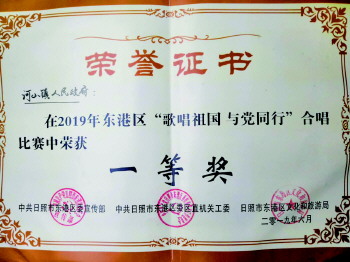 荣誉证书
河山镇人民政府：
在2019年东港区“歌唱祖国 与党同行”合唱
比赛中荣获
一等奖
中共日照市东港区委宣传部 中共日照市东港区委区直机关工委 日照市东港区文化和旅游局
二〇一九年六月